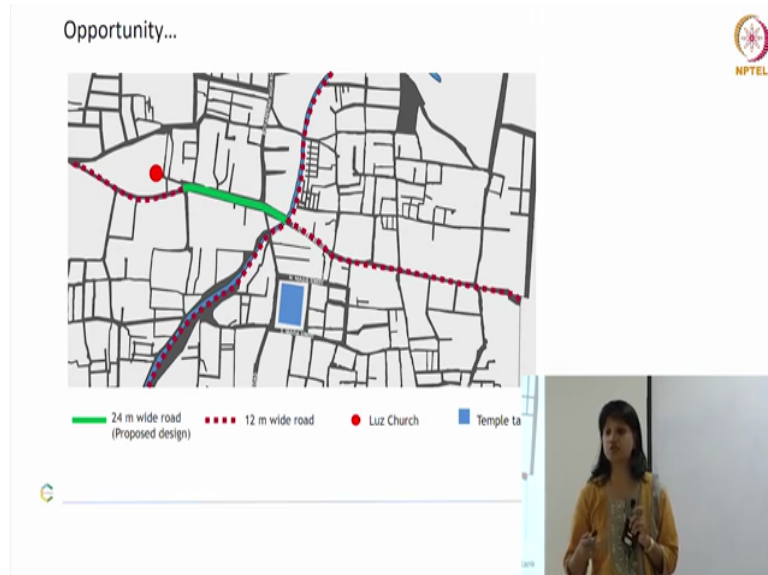 Opportunity...
NPTEL
24 m wide road
(Proposed design)
12 m wide road
Luz Church
Temple ta